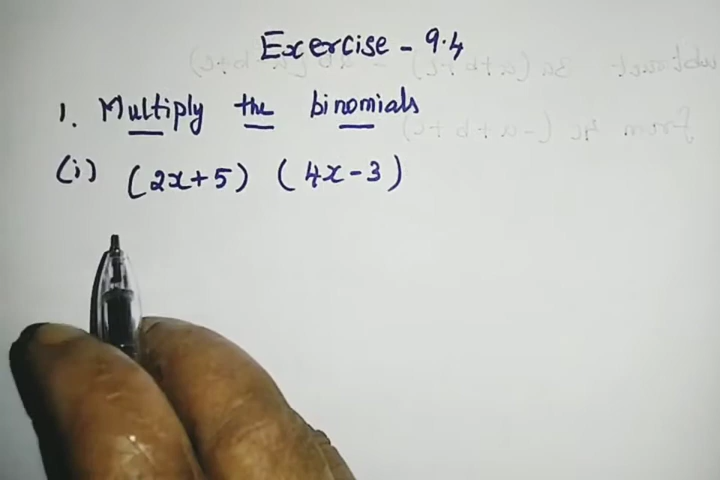 Exercise - 9.4
1. Multiply the binomials
(i) (2x+5) (4x-3)